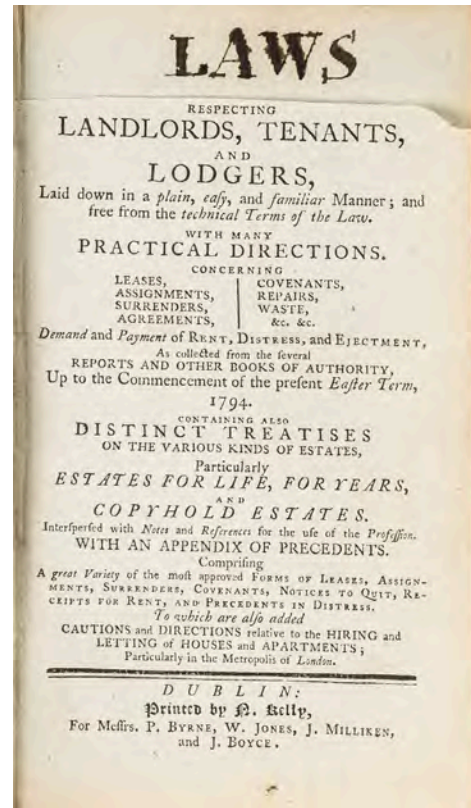 LAWS
RESPECTING
LANDLORDS, TENANTS,
AND
LODGERS,
Laid down in a plain, eaſy, and familiar Manner; and
free from the technical Terms of the Law.
WITH MANY
PRACTICAL DIRECTIONS.
CONCERNING
LEASES,
ASSIGNMENTS,
SURRENDERS,
AGREEMENTS,
COVENANTS,
REPAIRS,
WASTE,
&c. &c.
Demand and Payment of RENT, DISTRESS, and EJECTMENT,
As collected from the ſeveral
REPORTS AND OTHER BOOKS OF AUTHORITY,
Up to the Commencement of the preſent Eaſter Term,
1794.
CONTAINING ALSO
DISTINCT TREATISES
ON THE VARIOUS KINDS OF ESTATES,
Particularly
ESTATES FOR LIFE, FOR YEARS,
AND
COPYHOLD ESTATES.
Interſperſed with Notes and References for the uſe of the Profeſſion.
WITH AN APPENDIX OF PRECEDENTS.
Compriſing
A great Variety of the moſt approved FORMS OF LEASES, ASSIGN-
MENTS, SURRENDERS, COVENANTS, NOTICES TO QUIT, RE-
CEIPTS FOR RENT, AND PRECEDENTS IN DISTRESS.
To which are alſo added
CAUTIONS and DIRECTIONS relative to the HIRING and
LETTING of HOUSES and APARTMENTS;
Particularly in the Metropolis of London.
DUBLIN:
Printed by N. Kelly,
For Meſſrs. P. BYRNE, W. JONES, J. MILLIKEN,
and J. BOYCE.